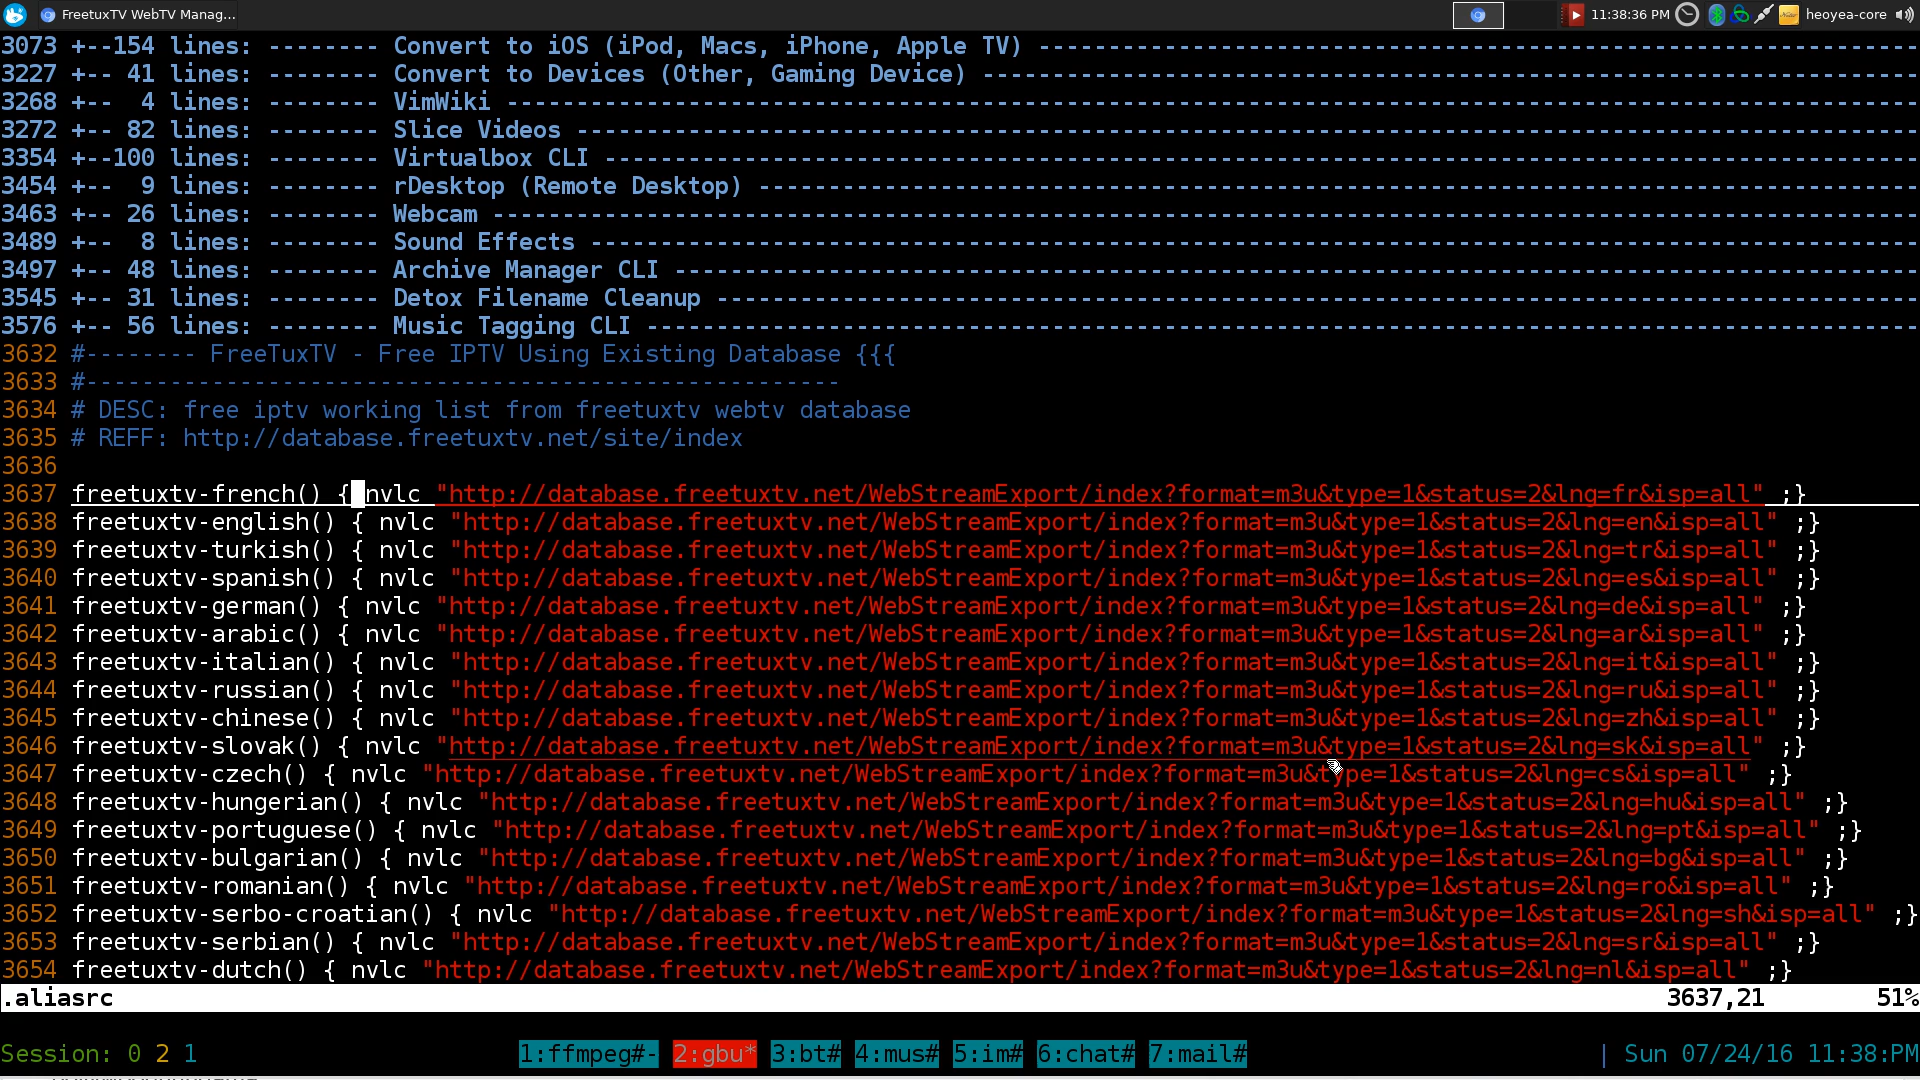 FreetuxTV WebTV Manag... 11:38:36 PM heoyea-core
3073 +--154 lines: -------- Convert to iOS (iPod, Macs, iPhone, Apple TV) ---------------------------------------------------------------
3227 +-- 41 lines: -------- Convert to Devices (Other, Gaming Device) -------------------------------------------------------------------
3268 +--  4 lines: -------- VimWiki -----------------------------------------------------------------------------------------------------
3272 +-- 82 lines: -------- Slice Videos ------------------------------------------------------------------------------------------------
3354 +--100 lines: -------- Virtualbox CLI ----------------------------------------------------------------------------------------------
3454 +--  9 lines: -------- rDesktop (Remote Desktop) -----------------------------------------------------------------------------------
3463 +-- 26 lines: -------- Webcam ------------------------------------------------------------------------------------------------------
3489 +--  8 lines: -------- Sound Effects -----------------------------------------------------------------------------------------------
3497 +-- 48 lines: -------- Archive Manager CLI -----------------------------------------------------------------------------------------
3545 +-- 31 lines: -------- Detox Filename Cleanup --------------------------------------------------------------------------------------
3576 +-- 56 lines: -------- Music Tagging CLI -------------------------------------------------------------------------------------------
3632 #-------- FreeTuxTV - Free IPTV Using Existing Database {{{
3633 #------------------------------------------------------
3634 # DESC: free iptv working list from freetuxtv webtv database
3635 # REFF: http://database.freetuxtv.net/site/index
3636
3637 freetuxtv-french() { nvlc "http://database.freetuxtv.net/WebStreamExport/index?format=m3u&type=1&status=2&lng=fr&isp=all" ;}
3638 freetuxtv-english() { nvlc "http://database.freetuxtv.net/WebStreamExport/index?format=m3u&type=1&status=2&lng=en&isp=all" ;}
3639 freetuxtv-turkish() { nvlc "http://database.freetuxtv.net/WebStreamExport/index?format=m3u&type=1&status=2&lng=tr&isp=all" ;}
3640 freetuxtv-spanish() { nvlc "http://database.freetuxtv.net/WebStreamExport/index?format=m3u&type=1&status=2&lng=es&isp=all" ;}
3641 freetuxtv-german() { nvlc "http://database.freetuxtv.net/WebStreamExport/index?format=m3u&type=1&status=2&lng=de&isp=all" ;}
3642 freetuxtv-arabic() { nvlc "http://database.freetuxtv.net/WebStreamExport/index?format=m3u&type=1&status=2&lng=ar&isp=all" ;}
3643 freetuxtv-italian() { nvlc "http://database.freetuxtv.net/WebStreamExport/index?format=m3u&type=1&status=2&lng=it&isp=all" ;}
3644 freetuxtv-russian() { nvlc "http://database.freetuxtv.net/WebStreamExport/index?format=m3u&type=1&status=2&lng=ru&isp=all" ;}
3645 freetuxtv-chinese() { nvlc "http://database.freetuxtv.net/WebStreamExport/index?format=m3u&type=1&status=2&lng=zh&isp=all" ;}
3646 freetuxtv-slovak() { nvlc "http://database.freetuxtv.net/WebStreamExport/index?format=m3u&type=1&status=2&lng=sk&isp=all" ;}
3647 freetuxtv-czech() { nvlc "http://database.freetuxtv.net/WebStreamExport/index?format=m3u&type=1&status=2&lng=cs&isp=all" ;}
3648 freetuxtv-hungerian() { nvlc "http://database.freetuxtv.net/WebStreamExport/index?format=m3u&type=1&status=2&lng=hu&isp=all" ;}
3649 freetuxtv-portuguese() { nvlc "http://database.freetuxtv.net/WebStreamExport/index?format=m3u&type=1&status=2&lng=pt&isp=all" ;}
3650 freetuxtv-bulgarian() { nvlc "http://database.freetuxtv.net/WebStreamExport/index?format=m3u&type=1&status=2&lng=bg&isp=all" ;}
3651 freetuxtv-romanian() { nvlc "http://database.freetuxtv.net/WebStreamExport/index?format=m3u&type=1&status=2&lng=ro&isp=all" ;}
3652 freetuxtv-serbo-croatian() { nvlc "http://database.freetuxtv.net/WebStreamExport/index?format=m3u&type=1&status=2&lng=sh&isp=all" ;}
3653 freetuxtv-serbian() { nvlc "http://database.freetuxtv.net/WebStreamExport/index?format=m3u&type=1&status=2&lng=sr&isp=all" ;}
3654 freetuxtv-dutch() { nvlc "http://database.freetuxtv.net/WebStreamExport/index?format=m3u&type=1&status=2&lng=nl&isp=all" ;}
.aliasrc 3637,21 51%
Session: 0 2 1 1:ffmpeg#- 2:gbu* 3:bt# 4:mus# 5:im# 6:chat# 7:mail# | Sun 07/24/16 11:38:PM